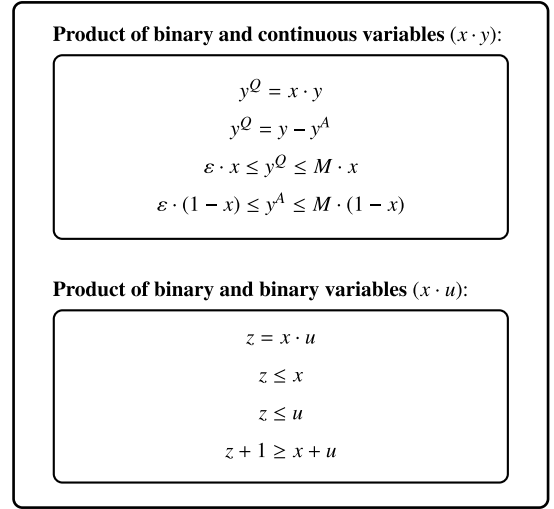 Product of binary and continuous variables (x · y):
y^Q = x · y
y^Q = y − y^A
ε · x ≤ y^Q ≤ M · x
ε · (1 − x) ≤ y^A ≤ M · (1 − x)
Product of binary and binary variables (x · u):
z = x · u
z ≤ x
z ≤ u
z + 1 ≥ x + u